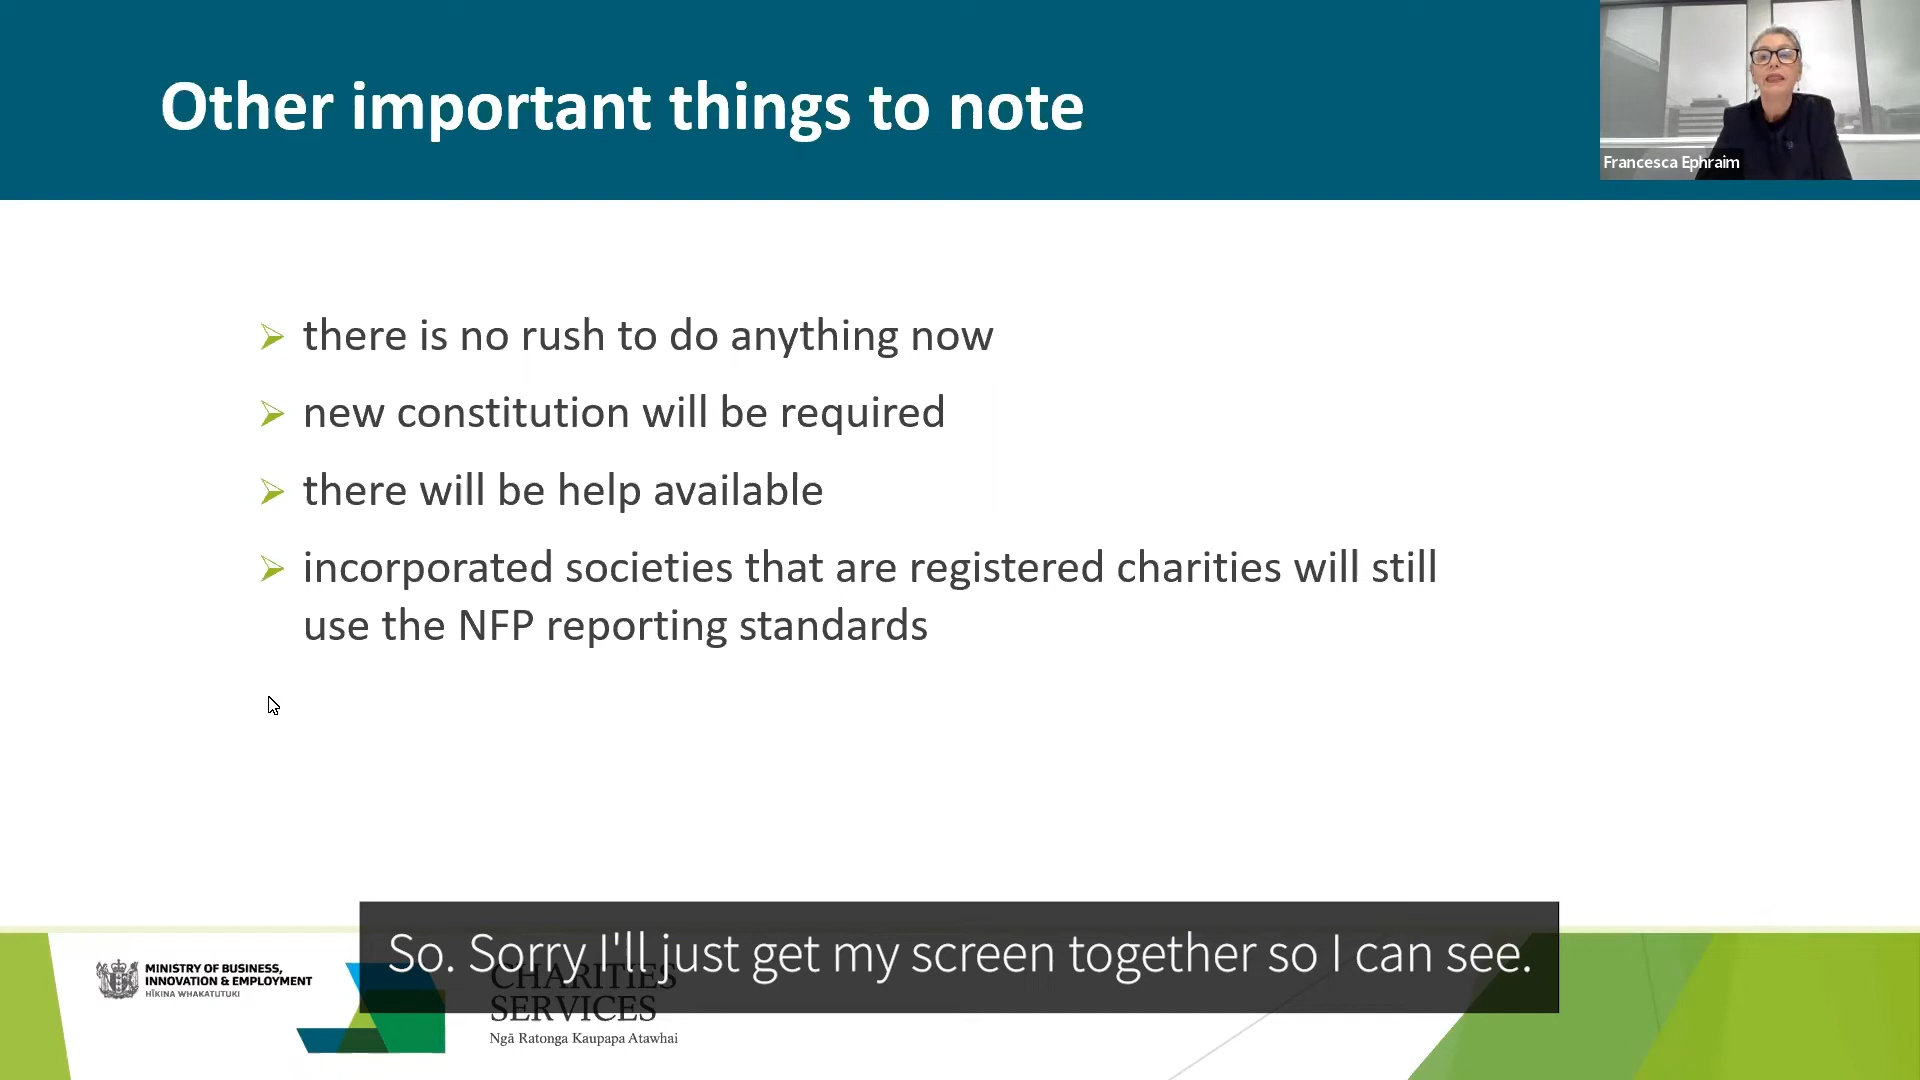 Other important things to note
Francesca Ephraim
there is no rush to do anything now
new constitution will be required
there will be help available
incorporated societies that are registered charities will still
use the NFP reporting standards
So. Sorry I'll just get my screen together so I can see.
MINISTRY OF BUSINESS,
INNOVATION & EMPLOYMENT
HĪKINA WHAKATUTUKI
CHARITIES
SERVICES
Ngā Ratonga Kaupapa Atawhai